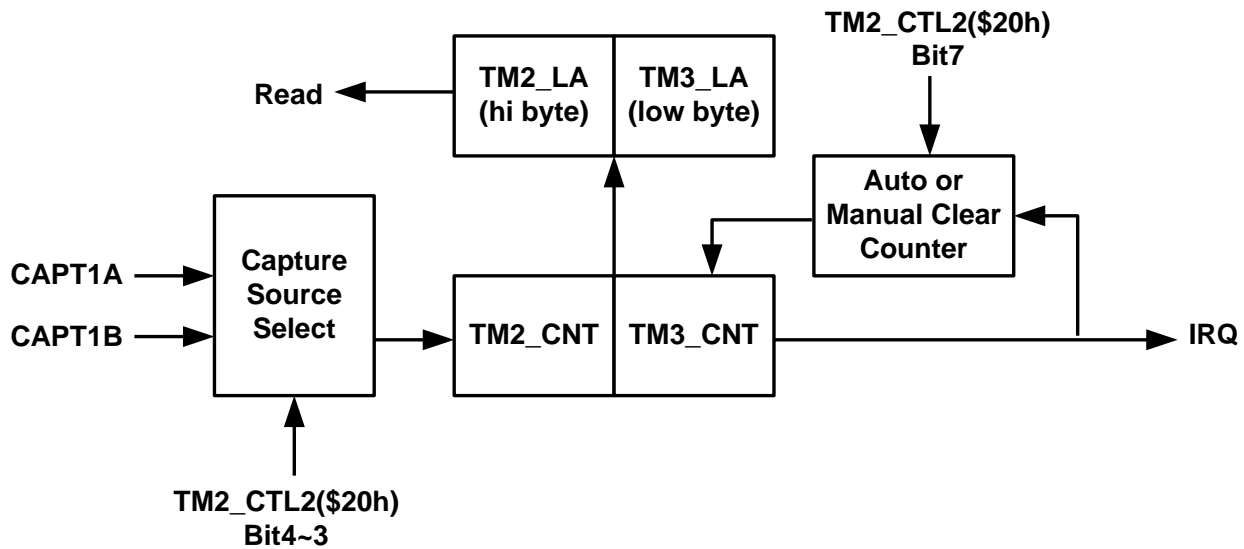 TM2_CTL2($20h)
Bit7
Read
TM2_LA
(hi byte)
TM3_LA
(low byte)
Auto or
Manual Clear
Counter
CAPT1A
CAPT1B
Capture
Source
Select
TM2_CNT
TM3_CNT
IRQ
TM2_CTL2($20h)
Bit4~3